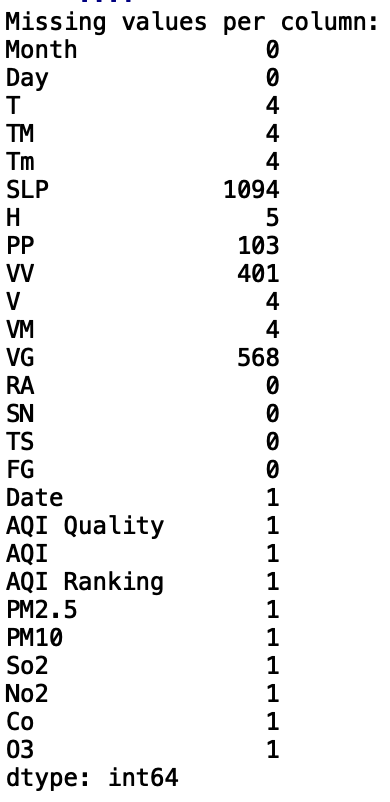 Missing values per column:
Month 0
Day 0
T 4
TM 4
Tm 4
SLP 1094
H 5
PP 103
VV 401
V 4
VM 4
VG 568
RA 0
SN 0
TS 0
FG 0
Date 1
AQI Quality 1
AQI 1
AQI Ranking 1
PM2.5 1
PM10 1
So2 1
No2 1
Co 1
O3 1
dtype: int64